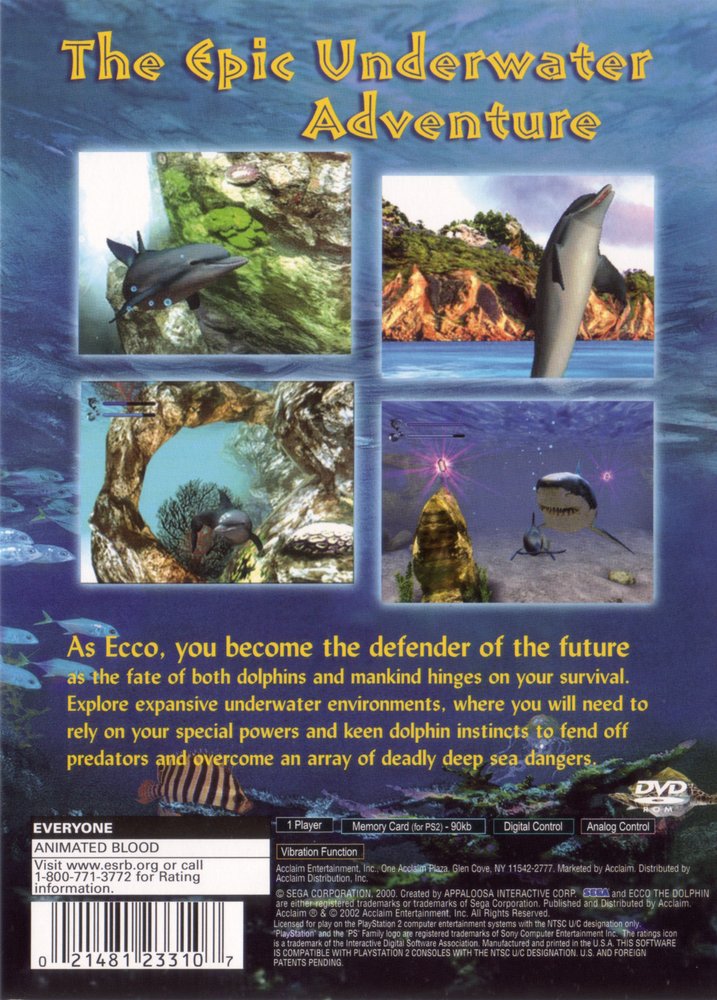 The Epic Underwater
Adventure
As Ecco, you become the defender of the future
as the fate of both dolphins and mankind hinges on your survival.
Explore expansive underwater environments, where you will need to
rely on your special powers and keen dolphin instincts to fend off
predators and overcome an array of deadly deep sea dangers.
DVD
ROM
EVERYONE
ANIMATED BLOOD
Visit www.esrb.org or call
1-800-771-3772 for Rating
information.
0 21481 23310 7
1 Player
Memory Card (for PS2) - 90kb
Digital Control
Analog Control
Vibration Function
Acclaim Entertainment, Inc., One Acclaim Plaza, Glen Cove, NY 11542-2777. Marketed by Acclaim. Distributed by
Acclaim Distribution, Inc.
© SEGA CORPORATION, 2000. Created by APPALOOSA INTERACTIVE CORP. SEGA and ECCO THE DOLPHIN
are either registered trademarks or trademarks of Sega Corporation. Published and Distributed by Acclaim.
Acclaim ® & © 2002 Acclaim Entertainment, Inc. All Rights Reserved.
Licensed for play on the PlayStation 2 computer entertainment systems with the NTSC U/C designation only.
"PlayStation" and the "PS" Family logo are registered trademarks of Sony Computer Entertainment Inc. The ratings icon
is a trademark of the Interactive Digital Software Association. Manufactured and printed in the U.S.A. THIS SOFTWARE
IS COMPATIBLE WITH PLAYSTATION 2 CONSOLES WITH THE NTSC U/C DESIGNATION. U.S. AND FOREIGN
PATENTS PENDING.